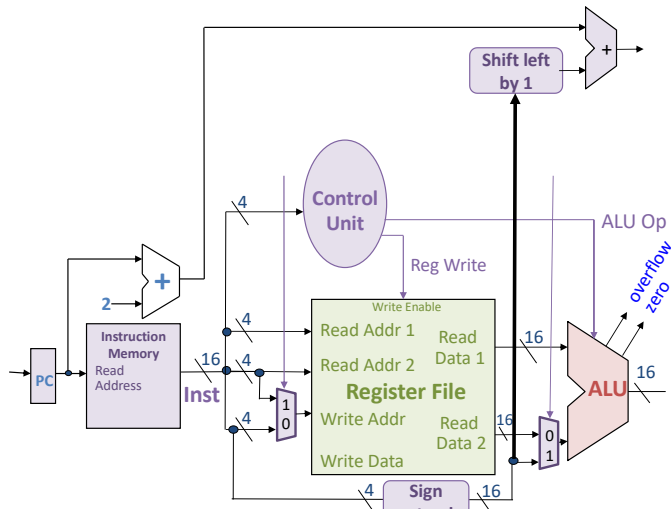 Shift left
by 1
+
4
Control
Unit
ALU Op
Reg Write
overflow
zero
+
2
Write Enable
Instruction
Memory
Read
Address
PC
16
Inst
4
Read Addr 1
Read
Data 1
16
4
Read Addr 2
Register File
ALU
16
1
0
4
Write Addr
Read
Data 2
16
0
1
Write Data
4
Sign
16